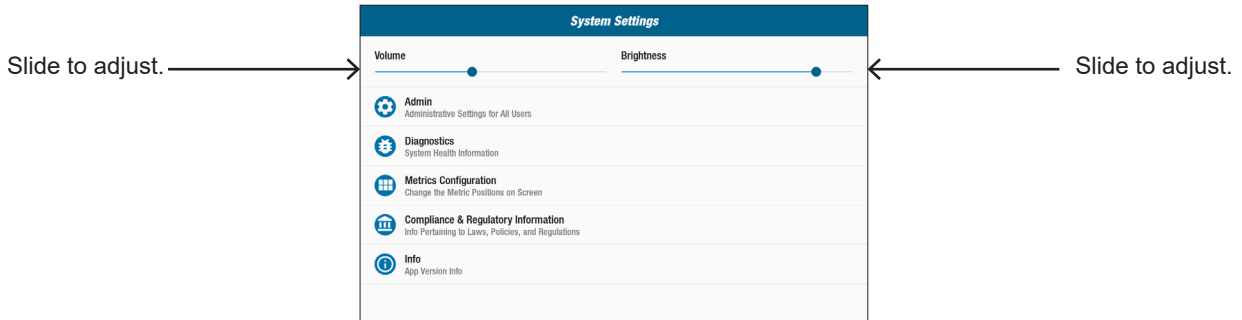 System Settings
Volume
Brightness
Slide to adjust.
Slide to adjust.
Admin
Administrative Settings for All Users
Diagnostics
System Health Information
Metrics Configuration
Change the Metric Positions on Screen
Compliance & Regulatory Information
Info Pertaining to Laws, Policies, and Regulations
Info
App Version Info